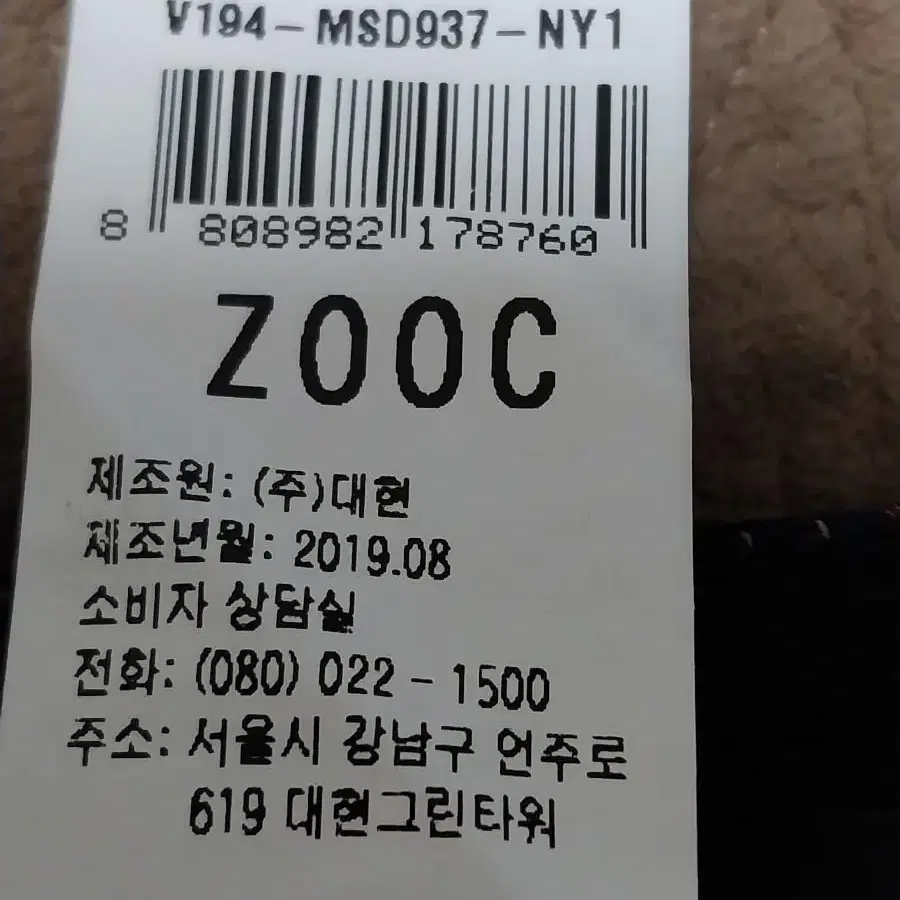 V194-MSD937-NY1
8 808982 178760
ZOOC
제조원: (주)대현
제조년월: 2019.08
소비자 상담실
전화: (080) 022-1500
주소: 서울시 강남구 언주로
619 대현그린타워